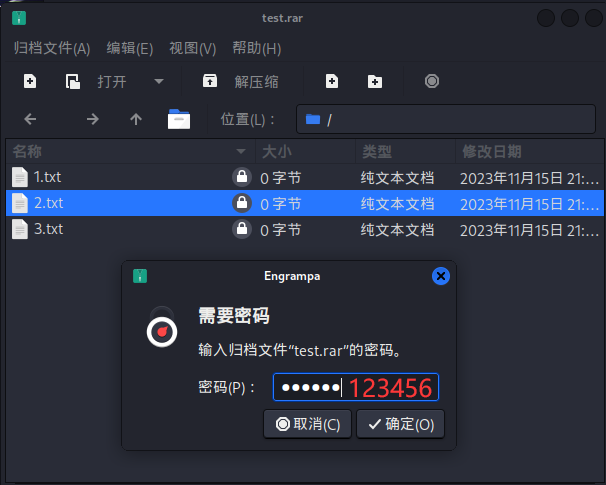 test.rar
归档文件(A) 编辑(E) 视图(V) 帮助(H)
打开 解压缩
位置(L)： /
名称 大小 类型 修改日期
1.txt 0 字节 纯文本文档 2023年11月15日 21:...
2.txt 0 字节 纯文本文档 2023年11月15日 21:...
3.txt 0 字节 纯文本文档 2023年11月15日 21:...
Engrampa
需要密码
输入归档文件“test.rar”的密码。
密码(P)： ●●●●●● 123456
取消(C) 确定(O)